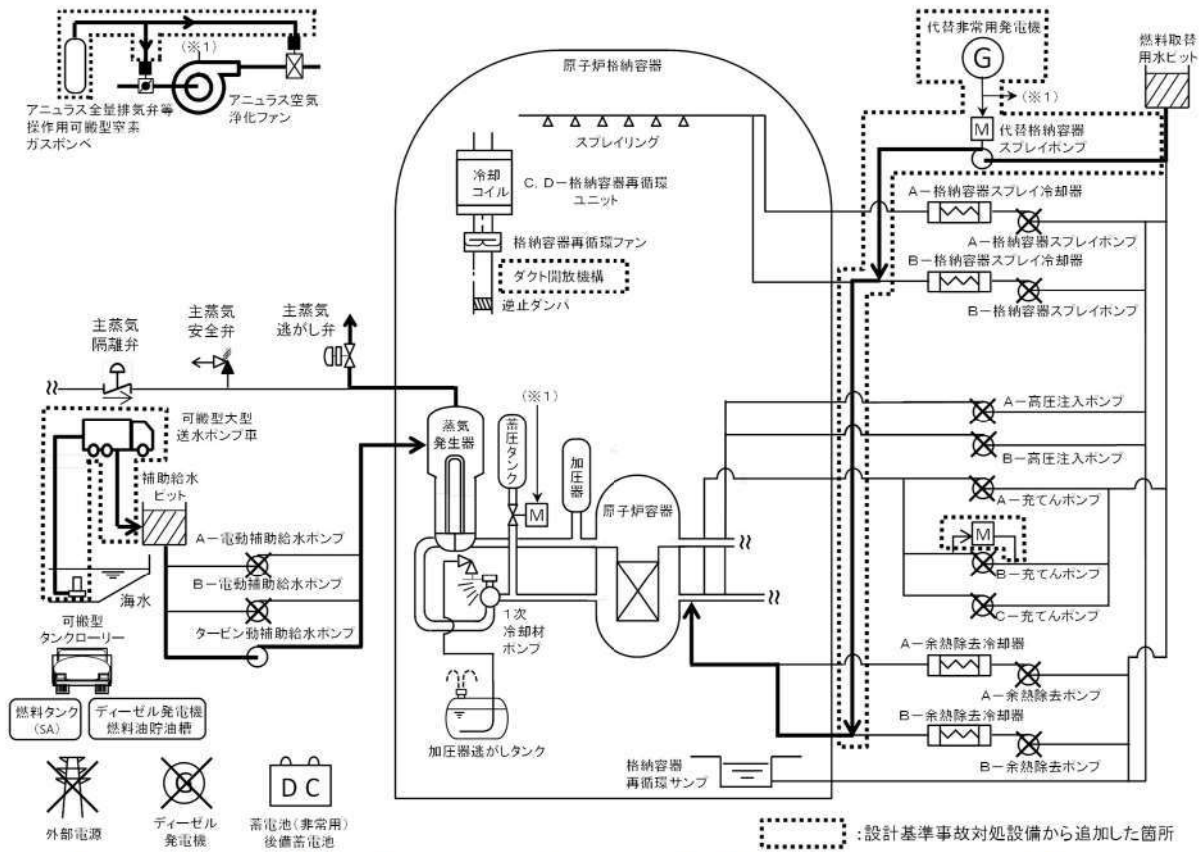 (※1)
アニュラス全量排気弁等
操作用可搬型窒素
ガスボンベ
アニュラス空気
浄化ファン
原子炉格納容器
スプレイリング
冷却
コイル
C, D－格納容器再循環
ユニット
格納容器再循環ファン
ダクト開放機構
逆止ダンパ
代替非常用発電機
G
(※1)
M
代替格納容器
スプレイポンプ
燃料取替
用水ピット
A－格納容器スプレイ冷却器
A－格納容器スプレイポンプ
B－格納容器スプレイ冷却器
B－格納容器スプレイポンプ
主蒸気
隔離弁
主蒸気
安全弁
主蒸気
逃がし弁
可搬型大型
送水ポンプ車
補助給水
ピット
海水
A－電動補助給水ポンプ
B－電動補助給水ポンプ
タービン動補助給水ポンプ
可搬型
タンクローリー
燃料タンク
(SA)
ディーゼル発電機
燃料油貯油槽
外部電源
ディーゼル
発電機
DC
蓄電池(非常用)
後備蓄電池
蒸気
発生器
蓄圧タンク
(※1)
M
加圧器
原子炉容器
1次
冷却材
ポンプ
加圧器逃がしタンク
格納容器
再循環サンプ
A－高圧注入ポンプ
B－高圧注入ポンプ
A－充てんポンプ
M
B－充てんポンプ
C－充てんポンプ
A－余熱除去冷却器
A－余熱除去ポンプ
B－余熱除去冷却器
B－余熱除去ポンプ
:設計基準事故対処設備から追加した箇所